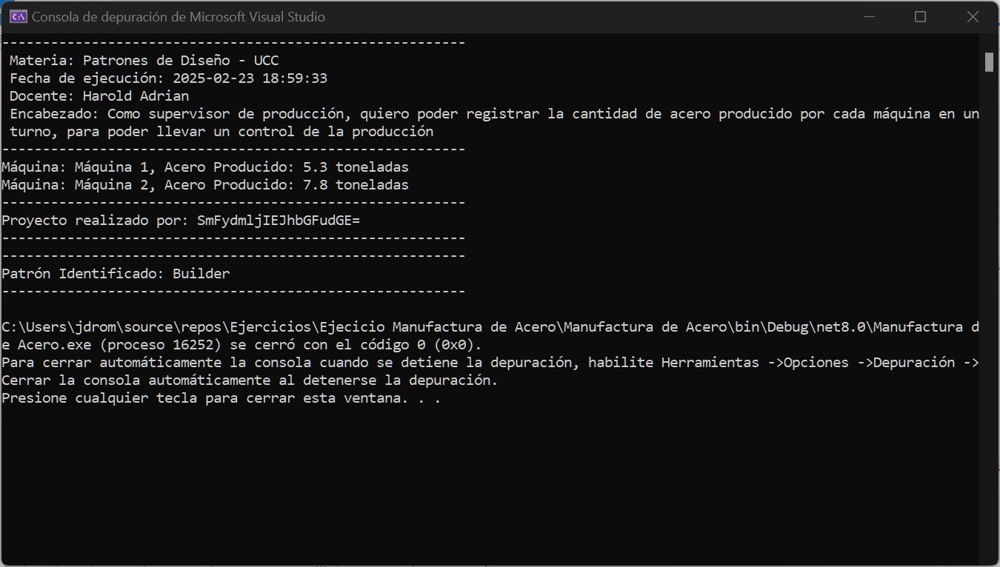 Consola de depuración de Microsoft Visual Studio
---------------------------------------------------------
Materia: Patrones de Diseño - UCC
Fecha de ejecución: 2025-02-23 18:59:33
Docente: Harold Adrian
Encabezado: Como supervisor de producción, quiero poder registrar la cantidad de acero producido por cada máquina en un
turno, para poder llevar un control de la producción
---------------------------------------------------------
Máquina: Máquina 1, Acero Producido: 5.3 toneladas
Máquina: Máquina 2, Acero Producido: 7.8 toneladas
---------------------------------------------------------
Proyecto realizado por: SmFydmljIEJhbGFudGE=
---------------------------------------------------------
---------------------------------------------------------
Patrón Identificado: Builder
---------------------------------------------------------
C:\Users\jdrom\source\repos\Ejercicios\Ejecicio Manufactura de Acero\Manufactura de Acero\bin\Debug\net8.0\Manufactura d
e Acero.exe (proceso 16252) se cerró con el código 0 (0x0).
Para cerrar automáticamente la consola cuando se detiene la depuración, habilite Herramientas ->Opciones ->Depuración ->
Cerrar la consola automáticamente al detenerse la depuración.
Presione cualquier tecla para cerrar esta ventana. . .